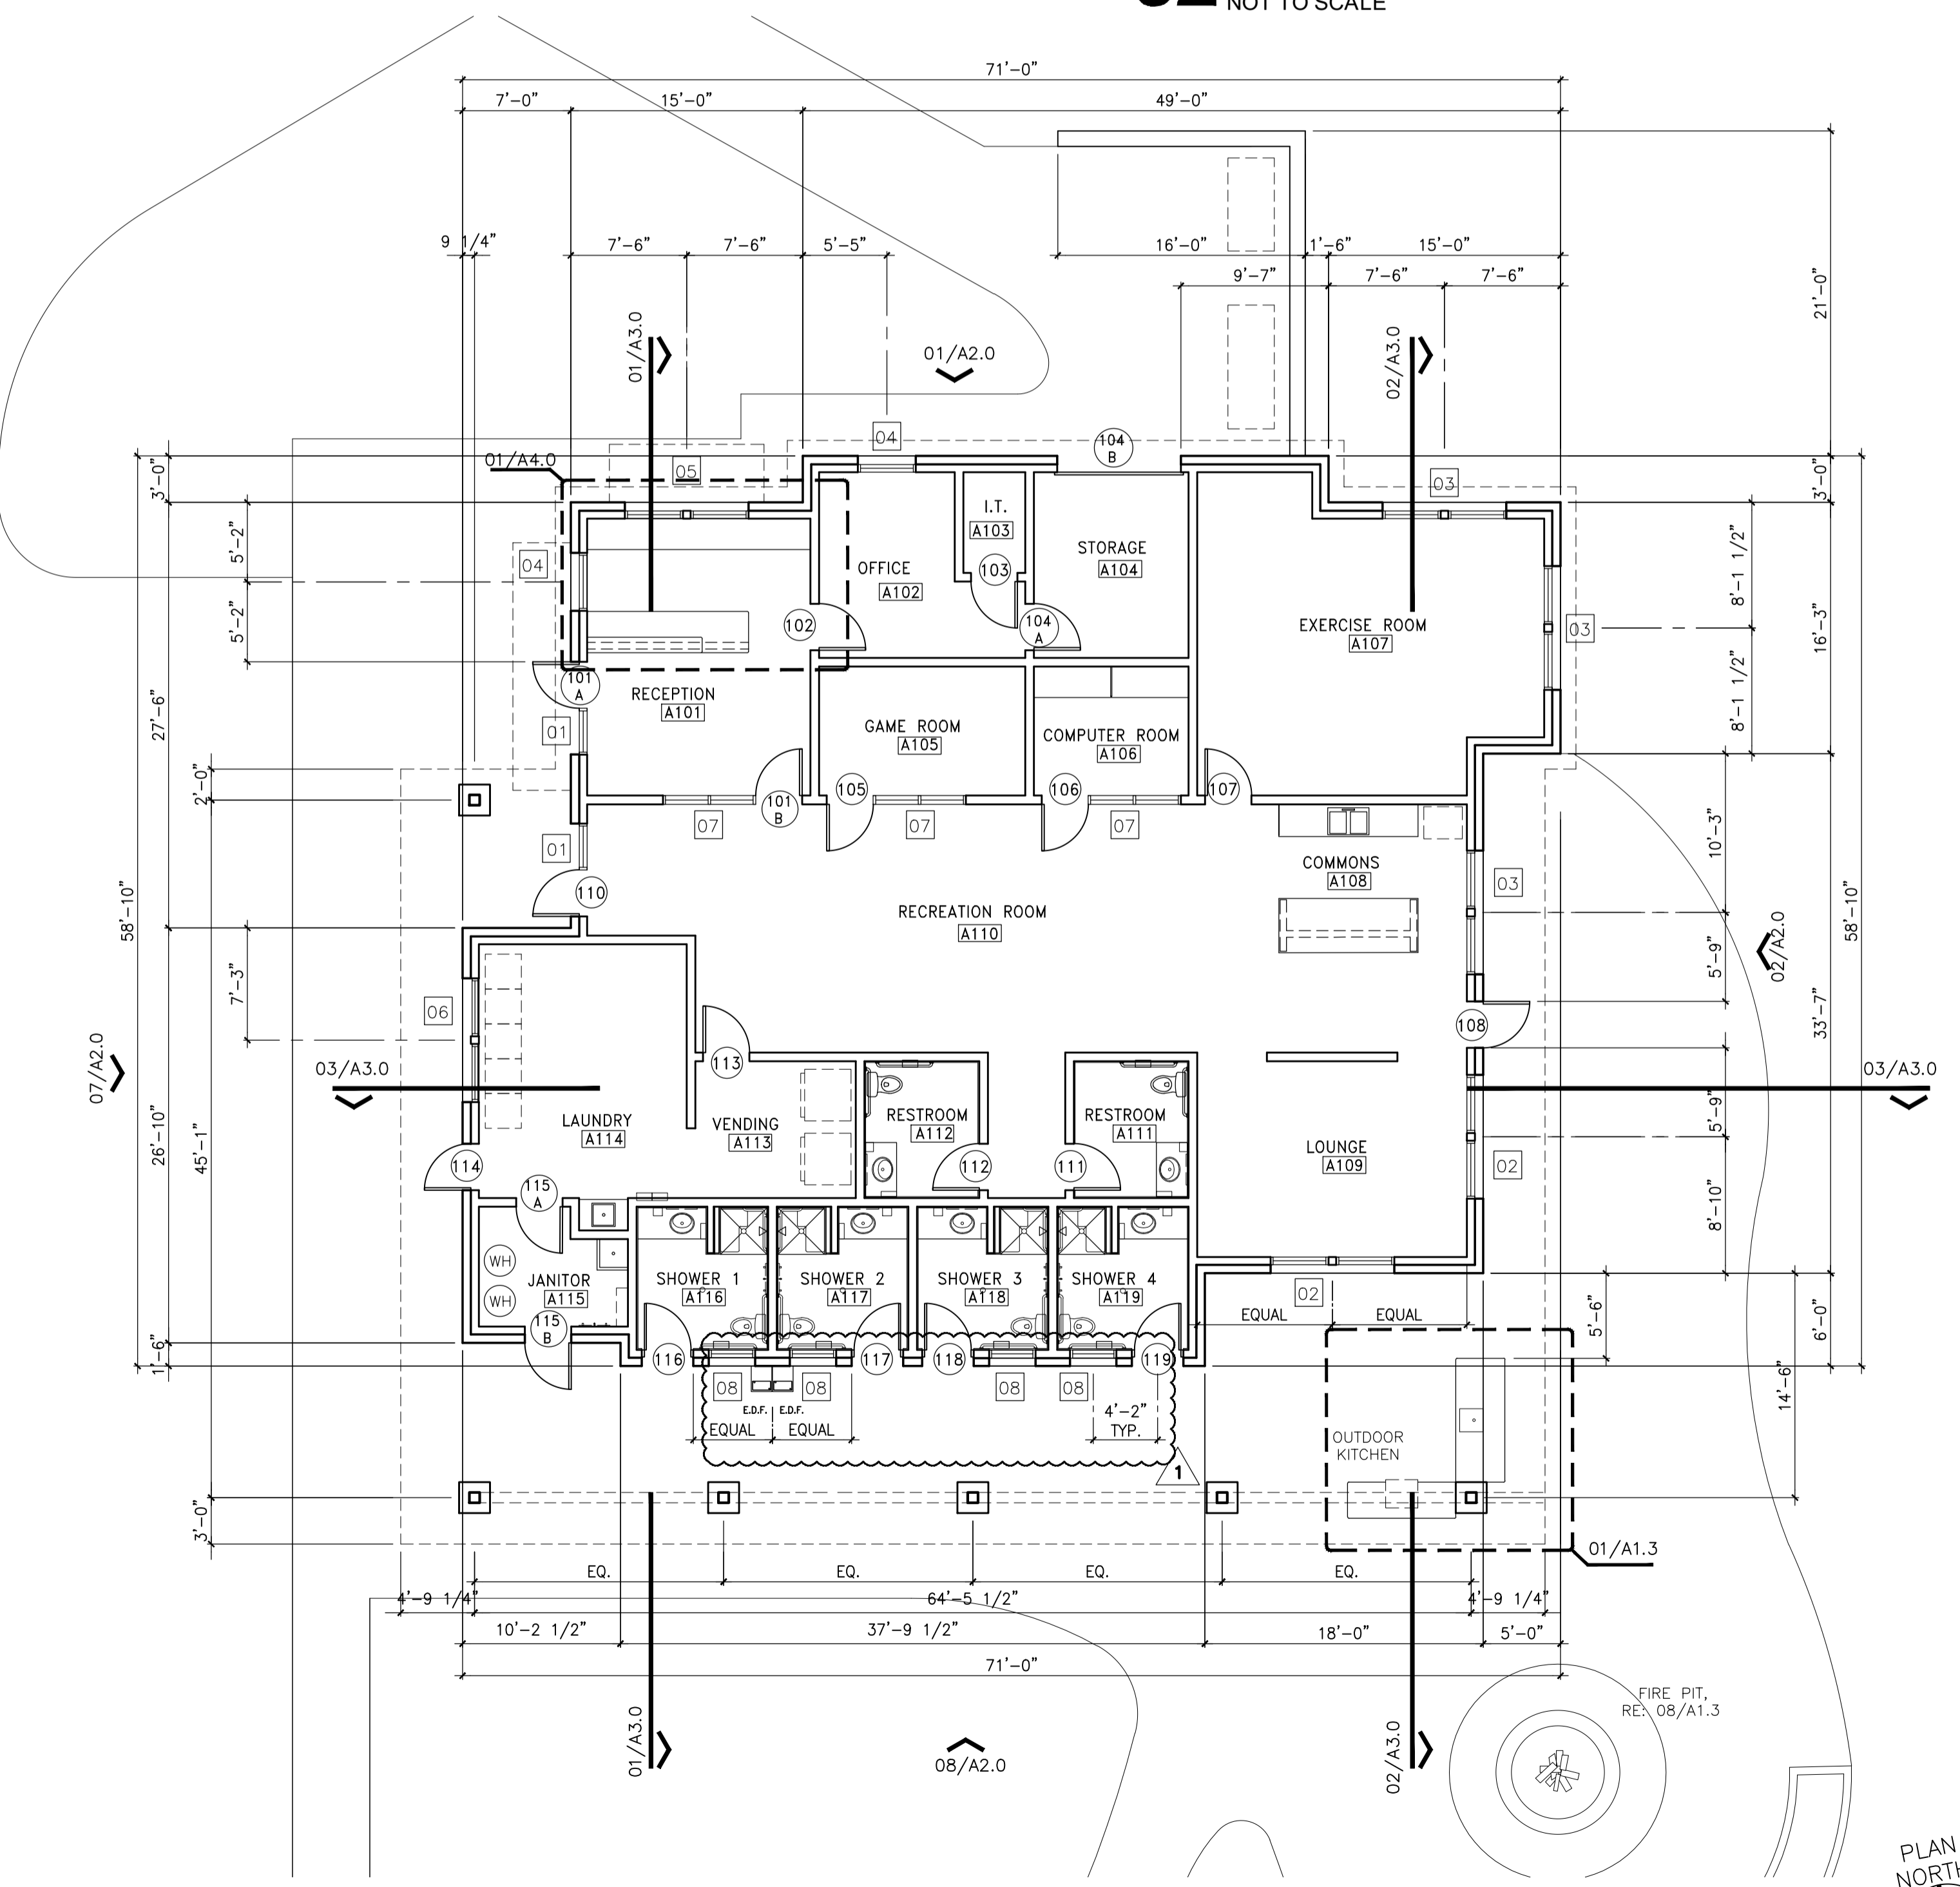 NOT TO SCALE
71'-0"
7'-0"
15'-0"
49'-0"
9 1/4"
7'-6"
7'-6"
5'-5"
16'-0"
1'-6"
15'-0"
9'-7"
7'-6"
7'-6"
21'-0"
01/A3.0
01/A2.0
02/A3.0
04
104
B
01/A4.0
05
03
3'-0"
3'-0"
I.T.
A103
5'-2"
04
OFFICE
A102
103
STORAGE
A104
8'-1 1/2"
5'-2"
102
104
A
EXERCISE ROOM
A107
03
16'-3"
101
A
RECEPTION
A101
27'-6"
01
GAME ROOM
A105
COMPUTER ROOM
A106
8'-1 1/2"
2'-0"
101
B
105
106
107
07
07
07
01
10'-3"
COMMONS
A108
03
58'-10"
110
RECREATION ROOM
A110
58'-10"
02/A2.0
7'-3"
5'-9"
06
108
33'-7"
07/A2.0
113
03/A3.0
03/A3.0
LAUNDRY
A114
VENDING
A113
RESTROOM
A112
RESTROOM
A111
5'-9"
26'-10"
45'-1"
LOUNGE
A109
114
112
111
02
115
A
8'-10"
WH
WH
JANITOR
A115
SHOWER 1
A116
SHOWER 2
A117
SHOWER 3
A118
SHOWER 4
A119
02
EQUAL
EQUAL
5'-6"
6'-0"
115
B
1'-6"
116
117
118
119
08
08
08
08
14'-6"
E.D.F.
E.D.F.
EQUAL
EQUAL
4'-2"
TYP.
OUTDOOR
KITCHEN
1
3'-0"
01/A1.3
EQ.
EQ.
EQ.
EQ.
4'-9 1/4"
64'-5 1/2"
4'-9 1/4"
10'-2 1/2"
37'-9 1/2"
18'-0"
5'-0"
71'-0"
FIRE PIT,
RE: 08/A1.3
01/A3.0
08/A2.0
02/A3.0
PLAN
NORTH